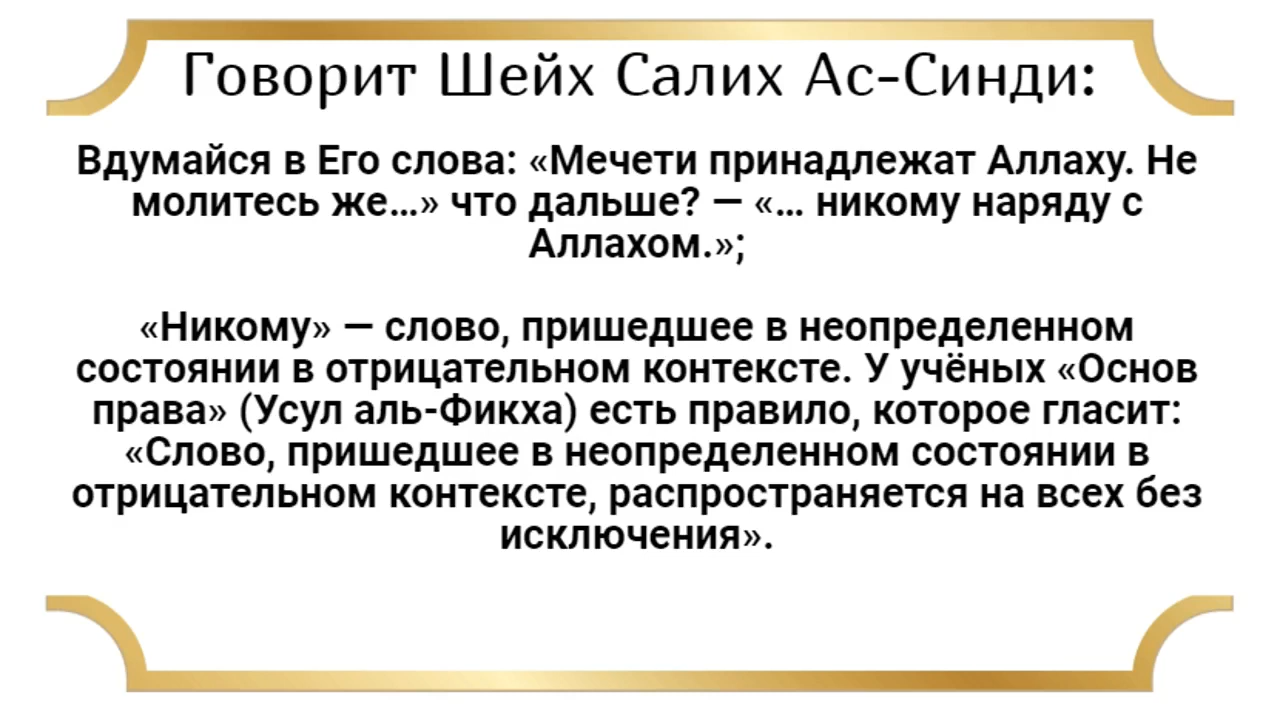 Говорит Шейх Салих Ас-Синди:
Вдумайся в Его слова: «Мечети принадлежат Аллаху. Не
молитесь же...» что дальше? — «... никому наряду с
Аллахом.»;
«Никому» — слово, пришедшее в неопределенном
состоянии в отрицательном контексте. У учёных «Основ
права» (Усул аль-Фикха) есть правило, которое гласит:
«Слово, пришедшее в неопределенном состоянии в
отрицательном контексте, распространяется на всех без
исключения».